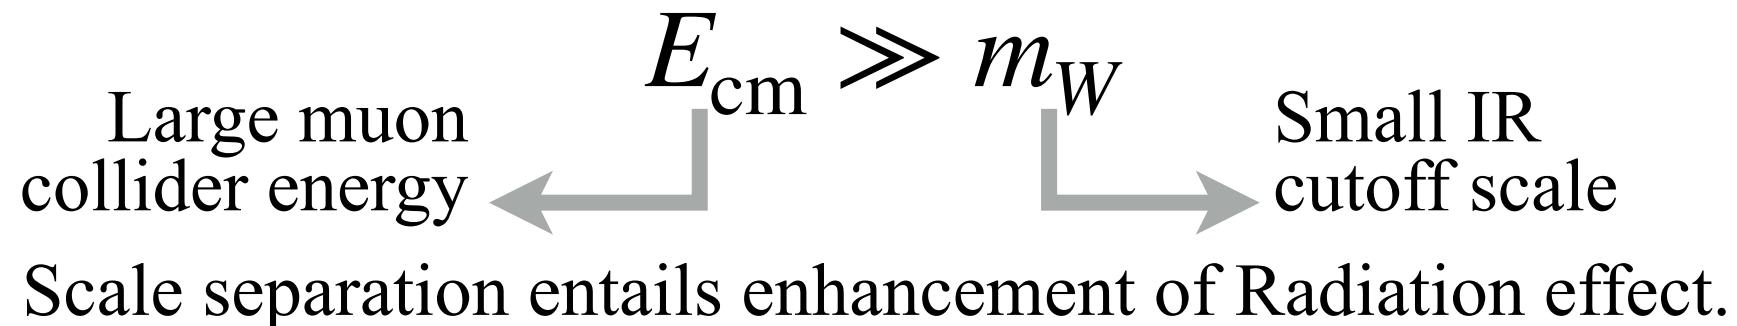 E_cm ≫ m_W
Large muon
collider energy
Small IR
cutoff scale
Scale separation entails enhancement of Radiation effect.